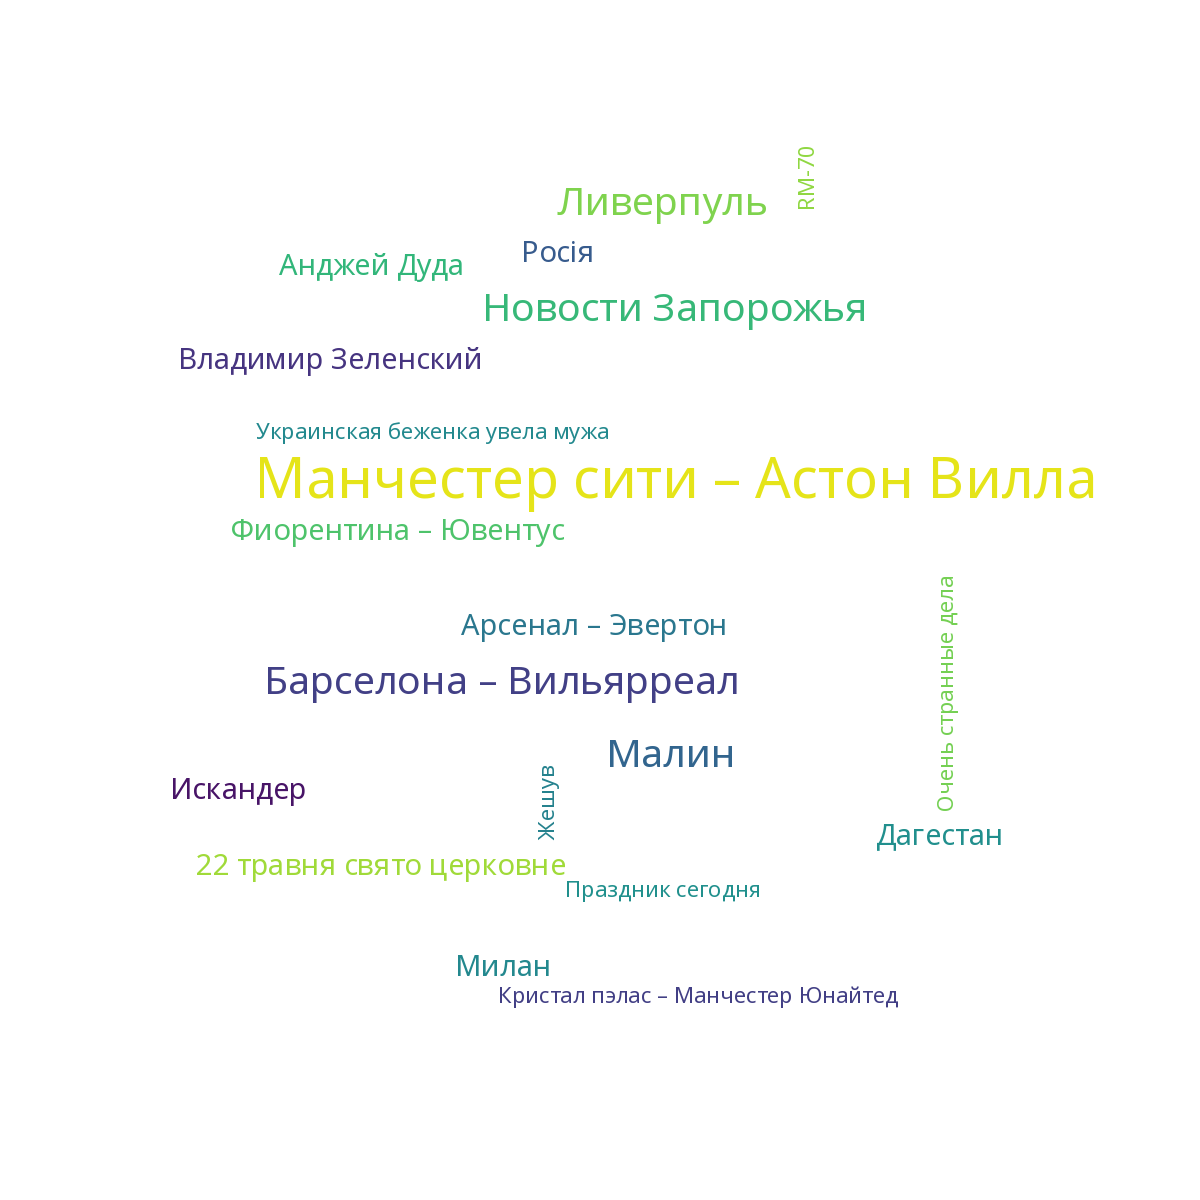 RM-70
Ливерпуль
Росія
Анджей Дуда
Новости Запорожья
Владимир Зеленский
Украинская беженка увела мужа
Манчестер сити – Астон Вилла
Фиорентина – Ювентус
Арсенал – Эвертон
Очень странные дела
Барселона – Вильярреал
Малин
Искандер
Жешув
Дагестан
22 травня свято церковне
Праздник сегодня
Милан
Кристал пэлас – Манчестер Юнайтед